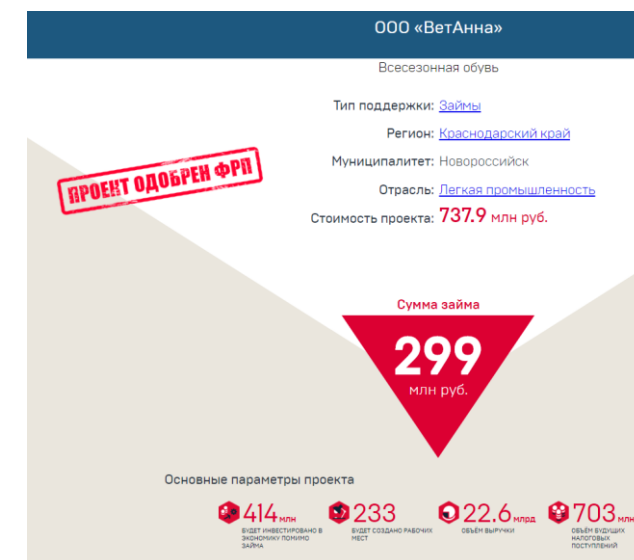 ООО «ВетАнна»
Всесезонная обувь
Тип поддержки: Займы
Регион: Краснодарский край
ПРОЕКТ ОДОБРЕН ФРП
Муниципалитет: Новороссийск
Отрасль: Легкая промышленность
Стоимость проекта: 737.9 млн руб.
Сумма займа
299
млн руб.
Основные параметры проекта
414 млн
БУДЕТ ИНВЕСТИРОВАНО В
ЭКОНОМИКУ ПОМИМО
ЗАЙМА
233
БУДЕТ СОЗДАНО РАБОЧИХ
МЕСТ
22.6 млрд
ОБЪЁМ ВЫРУЧКИ
703 млн
ОБЪЁМ БУДУЩИХ
НАЛОГОВЫХ
ПОСТУПЛЕНИЙ